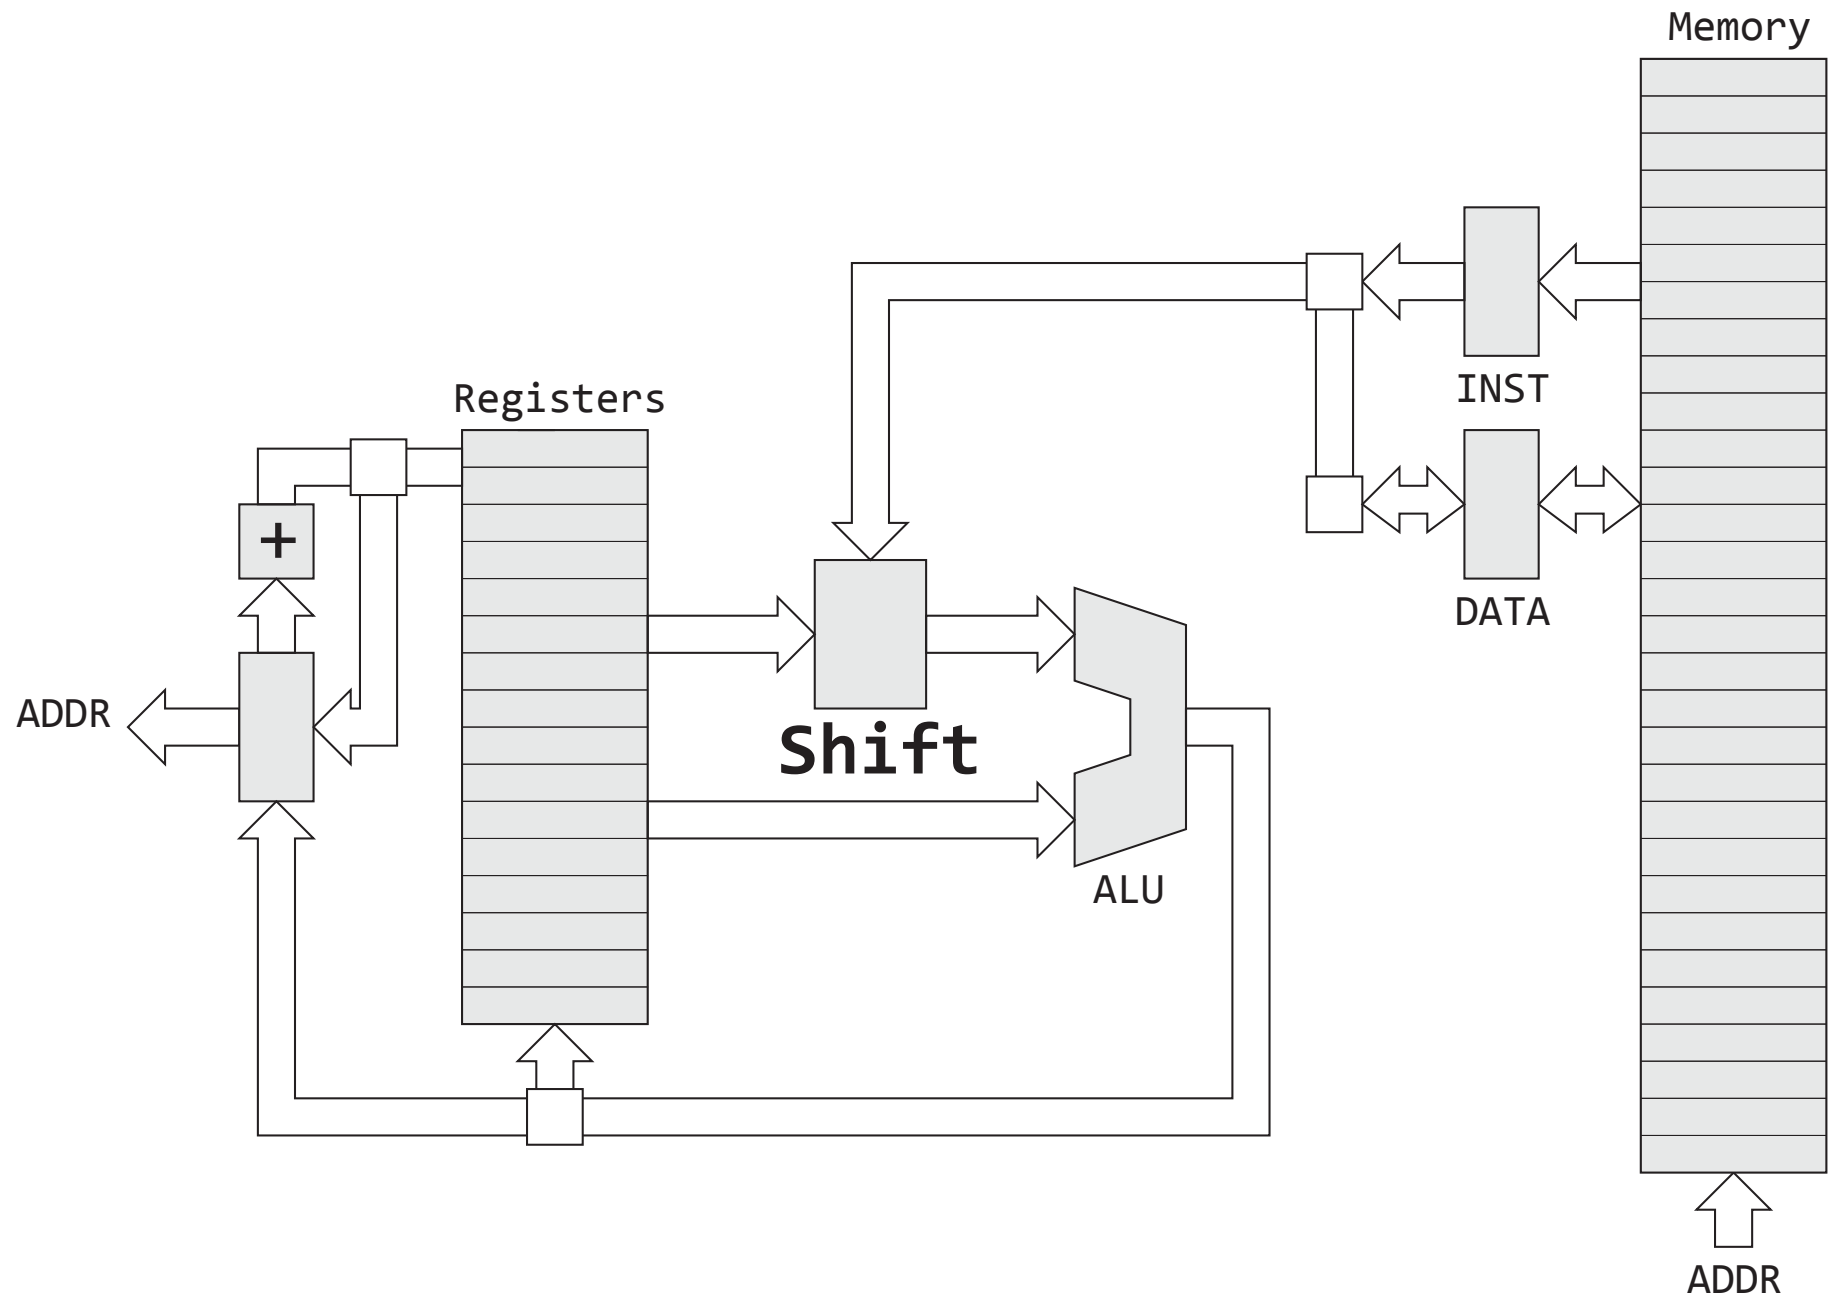 Memory
INST
Registers
+
DATA
ADDR
Shift
ALU
ADDR